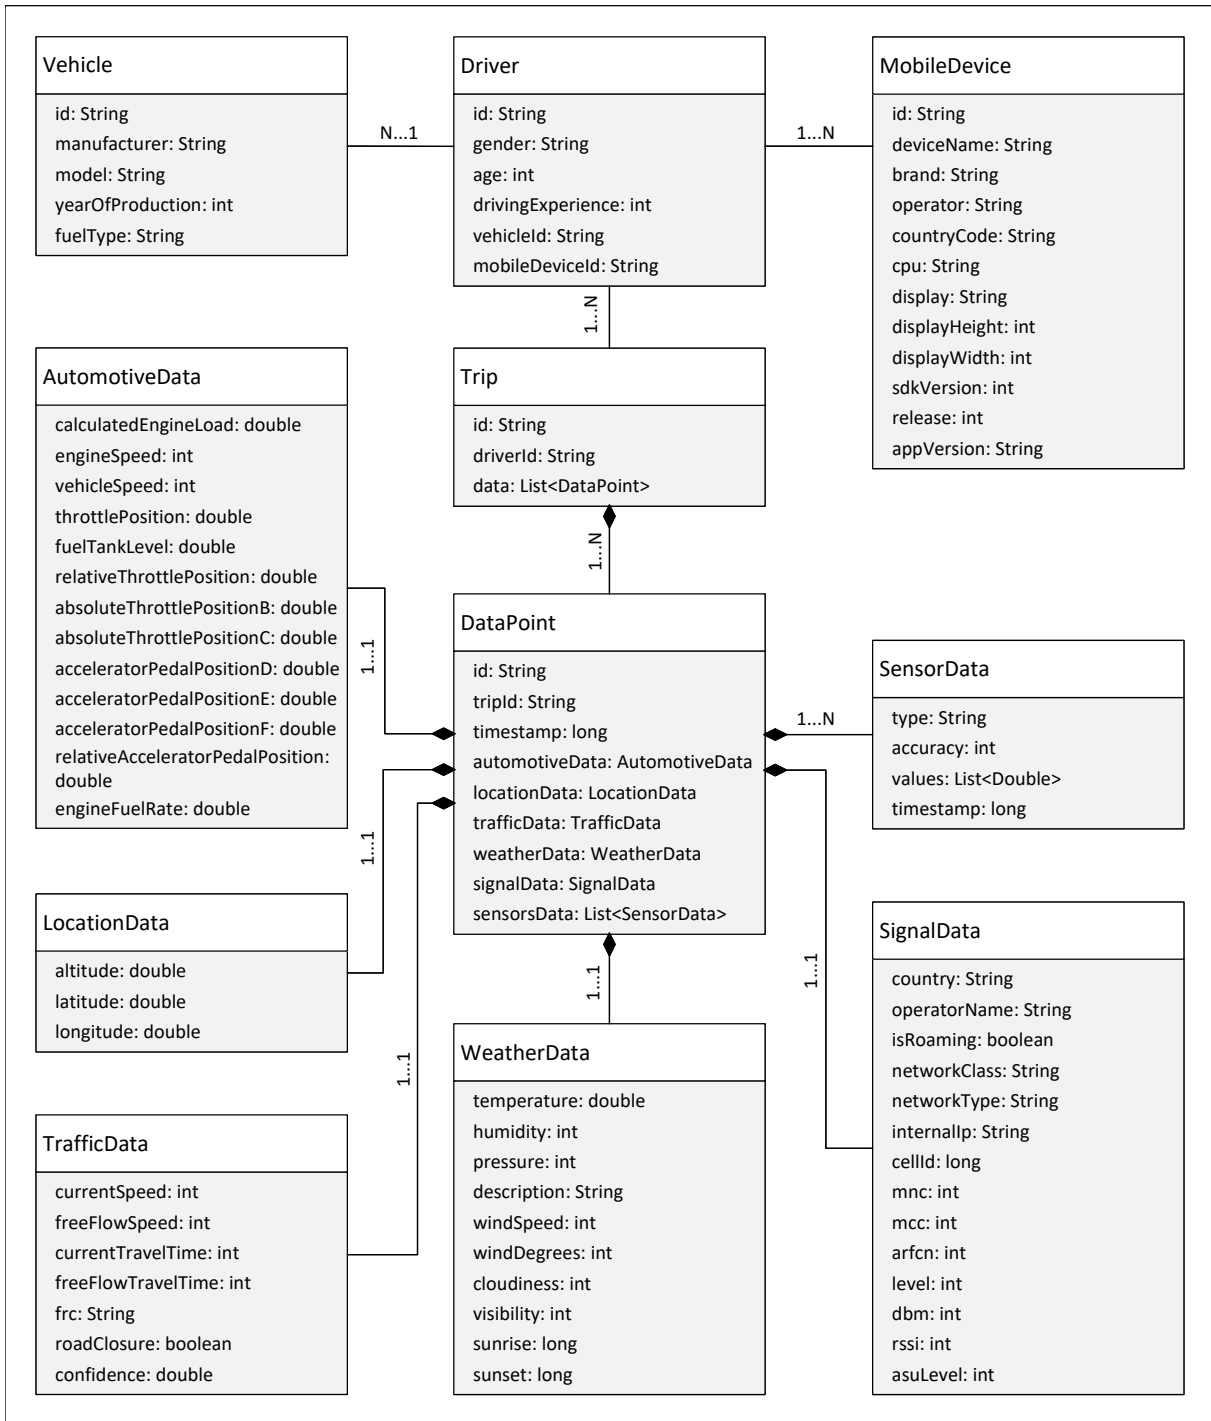 Vehicle
id: String
manufacturer: String
model: String
yearOfProduction: int
fuelType: String
N...1
Driver
id: String
gender: String
age: int
drivingExperience: int
vehicleId: String
mobileDeviceId: String
1...N
MobileDevice
id: String
deviceName: String
brand: String
operator: String
countryCode: String
cpu: String
display: String
displayHeight: int
displayWidth: int
sdkVersion: int
release: int
appVersion: String
1...N
Trip
id: String
driverId: String
data: List<DataPoint>
1...N
AutomotiveData
calculatedEngineLoad: double
engineSpeed: int
vehicleSpeed: int
throttlePosition: double
fuelTankLevel: double
relativeThrottlePosition: double
absoluteThrottlePositionB: double
absoluteThrottlePositionC: double
acceleratorPedalPositionD: double
acceleratorPedalPositionE: double
acceleratorPedalPositionF: double
relativeAcceleratorPedalPosition:
double
engineFuelRate: double
1...1
DataPoint
id: String
tripId: String
timestamp: long
automotiveData: AutomotiveData
locationData: LocationData
trafficData: TrafficData
weatherData: WeatherData
signalData: SignalData
sensorsData: List<SensorData>
1...N
SensorData
type: String
accuracy: int
values: List<Double>
timestamp: long
1...1
LocationData
altitude: double
latitude: double
longitude: double
1...1
TrafficData
currentSpeed: int
freeFlowSpeed: int
currentTravelTime: int
freeFlowTravelTime: int
frc: String
roadClosure: boolean
confidence: double
1...1
WeatherData
temperature: double
humidity: int
pressure: int
description: String
windSpeed: int
windDegrees: int
cloudiness: int
visibility: int
sunrise: long
sunset: long
1...1
SignalData
country: String
operatorName: String
isRoaming: boolean
networkClass: String
networkType: String
internalIp: String
cellId: long
mnc: int
mcc: int
arfcn: int
level: int
dbm: int
rssi: int
asuLevel: int